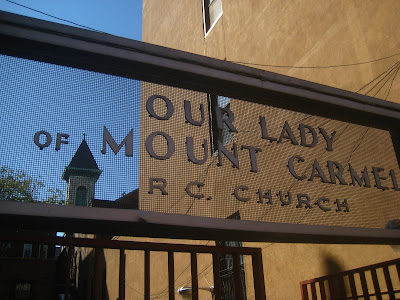 OUR LADY
OF MOUNT CARMEL
R.C. CHURCH